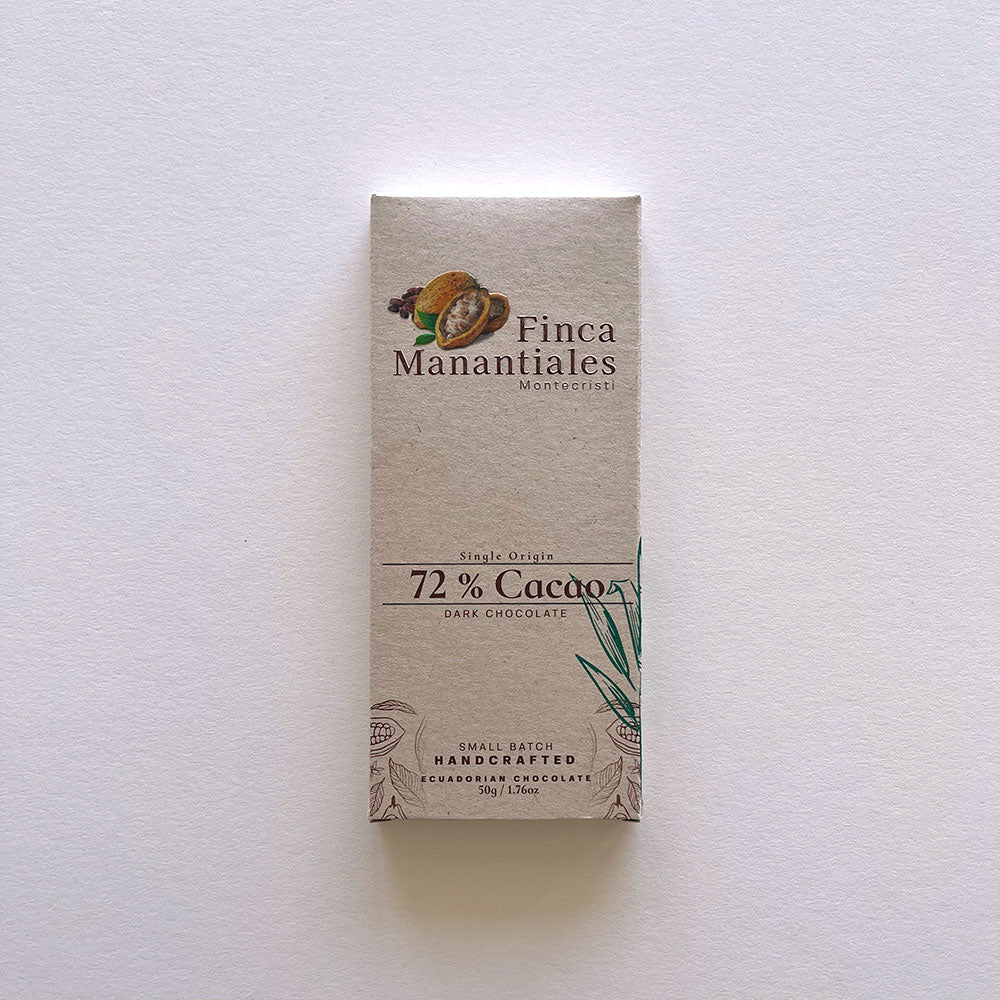 Finca
Manantiales
Montecristi
Single Origin
72 % Cacao
DARK CHOCOLATE
SMALL BATCH
HANDCRAFTED
ECUADORIAN CHOCOLATE
50g / 1.76oz